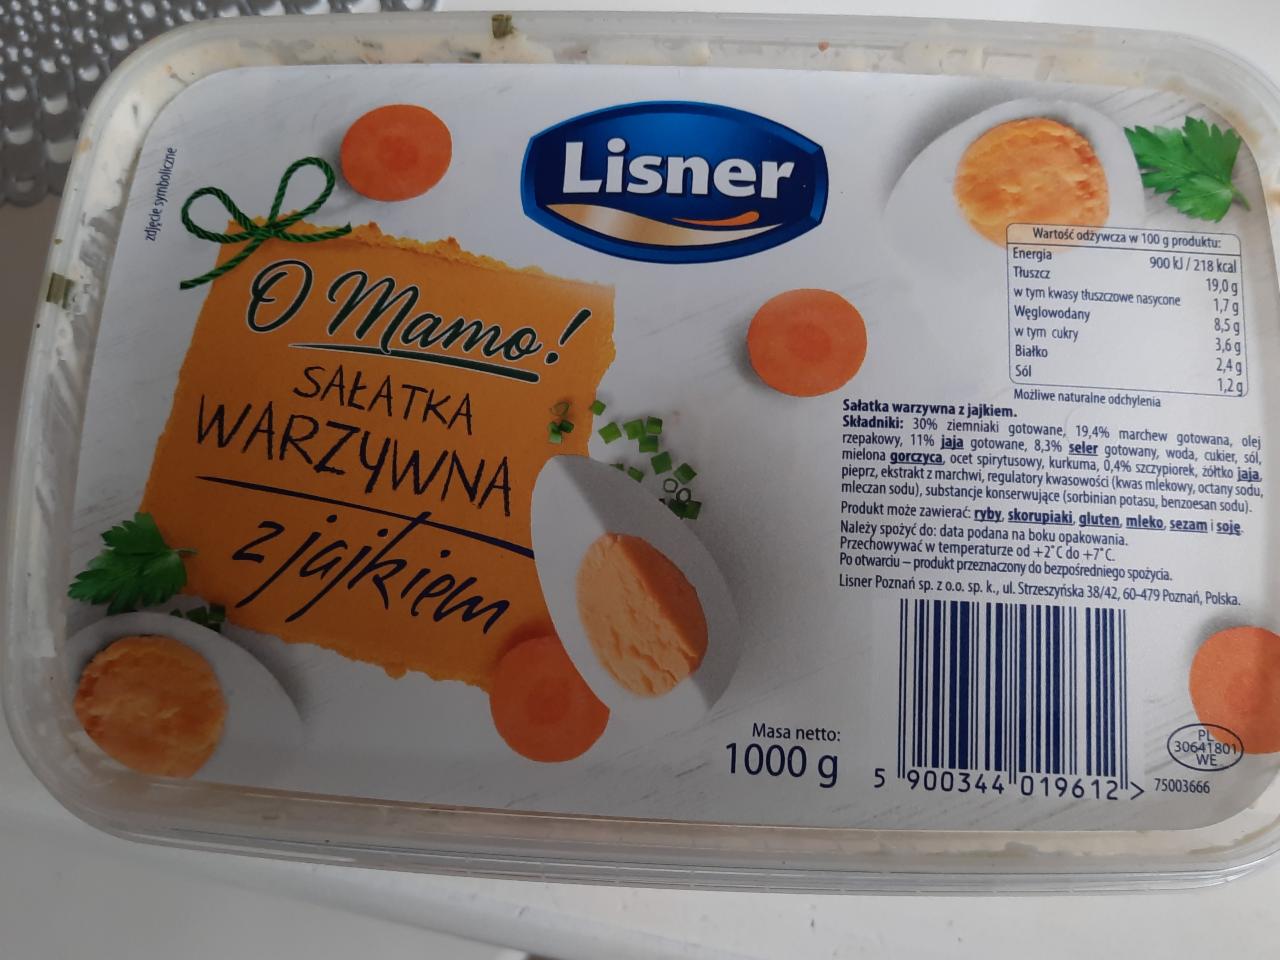 zdjęcie symboliczne
Lisner
O Mamo!
SAŁATKA
WARZYWNA
z jajkiem
Wartość odżywcza w 100 g produktu:
Energia 900 kJ / 218 kcal
Tłuszcz 19,0 g
w tym kwasy tłuszczowe nasycone 1,7 g
Węglowodany 8,5 g
w tym cukry 3,6 g
Białko 2,4 g
Sól 1,2 g
Możliwe naturalne odchylenia
Sałatka warzywna z jajkiem.
Składniki: 30% ziemniaki gotowane, 19,4% marchew gotowana, olej
rzepakowy, 11% jaja gotowane, 8,3% seler gotowany, woda, cukier, sól,
mielona gorczyca, ocet spirytusowy, kurkuma, 0,4% szczypiorek, żółtko jaja,
pieprz, ekstrakt z marchwi, regulatory kwasowości (kwas mlekowy, octany sodu,
mleczan sodu), substancje konserwujące (sorbinian potasu, benzoesan sodu).
Produkt może zawierać: ryby, skorupiaki, gluten, mleko, sezam i soję.
Należy spożyć do: data podana na boku opakowania.
Przechowywać w temperaturze od +2°C do +7°C.
Po otwarciu – produkt przeznaczony do bezpośredniego spożycia.
Lisner Poznań sp. z o.o. sp. k., ul. Strzeszyńska 38/42, 60-479 Poznań, Polska.
Masa netto:
1000 g
5 900344 019612 >
PL
30641801
WE
75003666